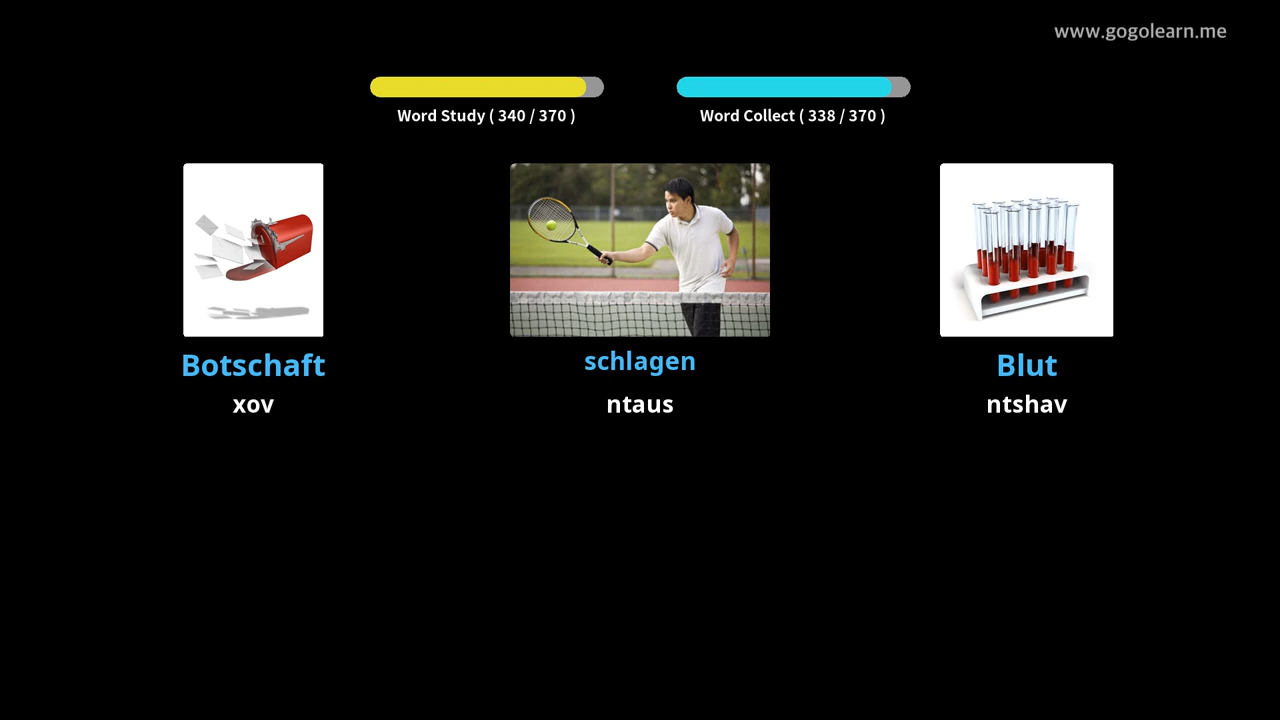 www.gogolearn.me
Word Study ( 340 / 370 )
Word Collect ( 338 / 370 )
Botschaft
schlagen
Blut
xov
ntaus
ntshav